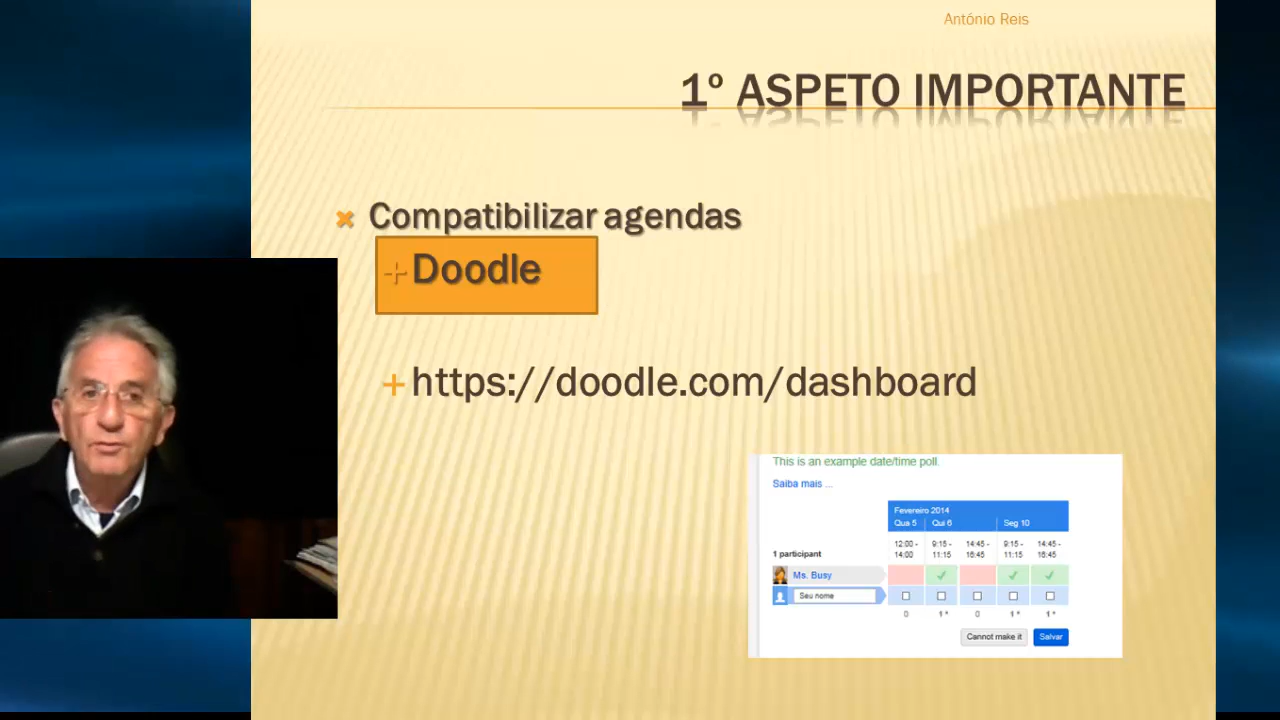 António Reis
1º ASPETO IMPORTANTE
Compatibilizar agendas
Doodle
https://doodle.com/dashboard
This is an example date/time poll.
Saiba mais ...
Fevereiro 2014
Qua 5 Qui 6 Seg 10
12:00 - 9:15 - 14:45 - 9:15 - 14:45 -
14:00 11:15 16:45 11:15 16:45
1 participant
Ms. Busy
Seu nome
0 1* 0 1* 1*
Cannot make it Salvar